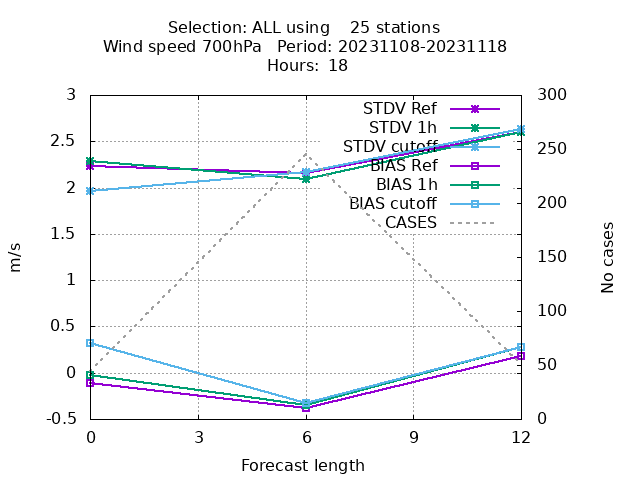 Selection: ALL using    25 stations
Wind speed 700hPa   Period: 20231108-20231118
Hours:  18
3
2.5
2
1.5
1
0.5
0
-0.5
m/s
300
250
200
150
100
50
0
No cases
STDV Ref
STDV 1h
STDV cutoff
BIAS Ref
BIAS 1h
BIAS cutoff
CASES
0 3 6 9 12
Forecast length